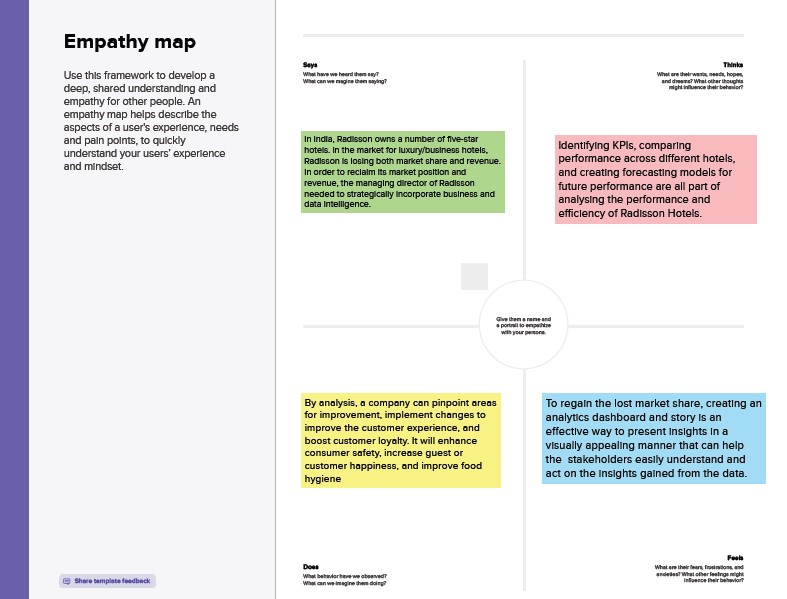 Empathy map
Use this framework to develop a
deep, shared understanding and
empathy for other people. An
empathy map helps describe the
aspects of a user's experience, needs
and pain points, to quickly
understand your users' experience
and mindset.
Share template feedback
Says
What have we heard them say?
What can we magine them saying?
Thinks
What are their wants, needs, hopes,
and dreams? What other thoughts
might influence their behavior?
In India, Radisson owns a number of five-star
hotels. In the market for luxury/business hotels,
Radisson is losing both market share and revenue.
In order to reclaim its market position and
revenue, the managing director of Radisson
needed to strategically incorporate business and
data intelligence.
Identifying KPIs, comparing
performance across different hotels,
and creating forecasting models for
future performance are all part of
analysing the performance and
efficiency of Radisson Hotels.
Give them a name and
a portrait to empathize
with your persona.
By analysis, a company can pinpoint areas
for improvement, implement changes to
improve the customer experience, and
boost customer loyalty. It will enhance
consumer safety, increase guest or
customer happiness, and improve food
hygiene
To regain the lost market share, creating an
analytics dashboard and story is an
effective way to present insights in a
visually appealing manner that can help
the stakeholders easily understand and
act on the insights gained from the data.
Does
What behavior have we observed?
What can we imagine them doing?
Feels
What are their fears, frustrations, and
anxieties? What other feelings might
influence their behavior?